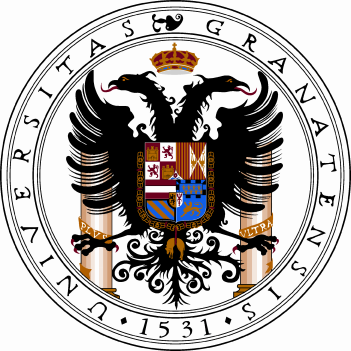 UNIVERSITAS GRANATENSIS
1531
PLVS
VLTRA